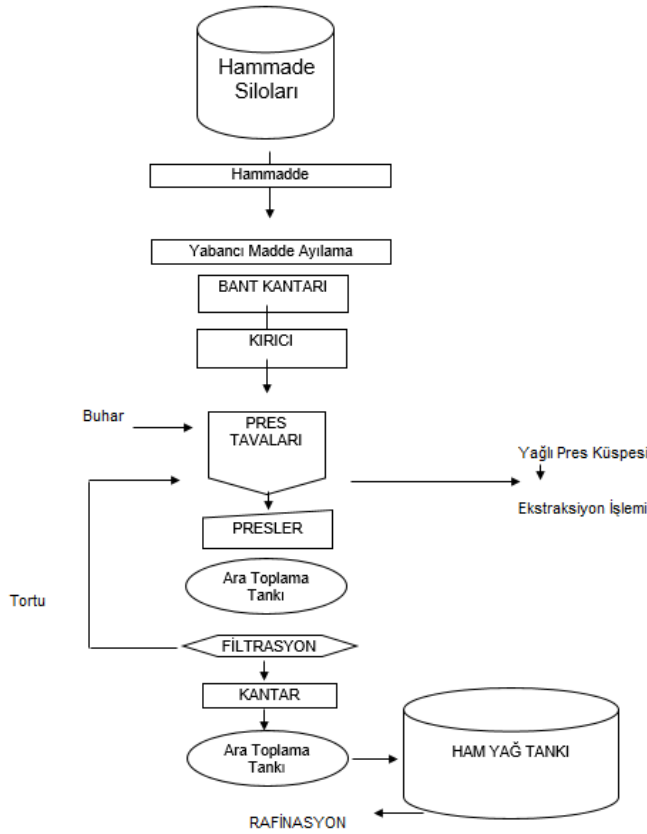 Hammade
Siloları
Hammadde
Yabancı Madde Ayılama
BANT KANTARI
KIRICI
Buhar
PRES
TAVALARI
Yağlı Pres Küspesi
Ekstraksiyon İşlemi
PRESLER
Ara Toplama
Tankı
Tortu
FİLTRASYON
KANTAR
Ara Toplama
Tankı
HAM YAĞ TANKI
RAFİNASYON